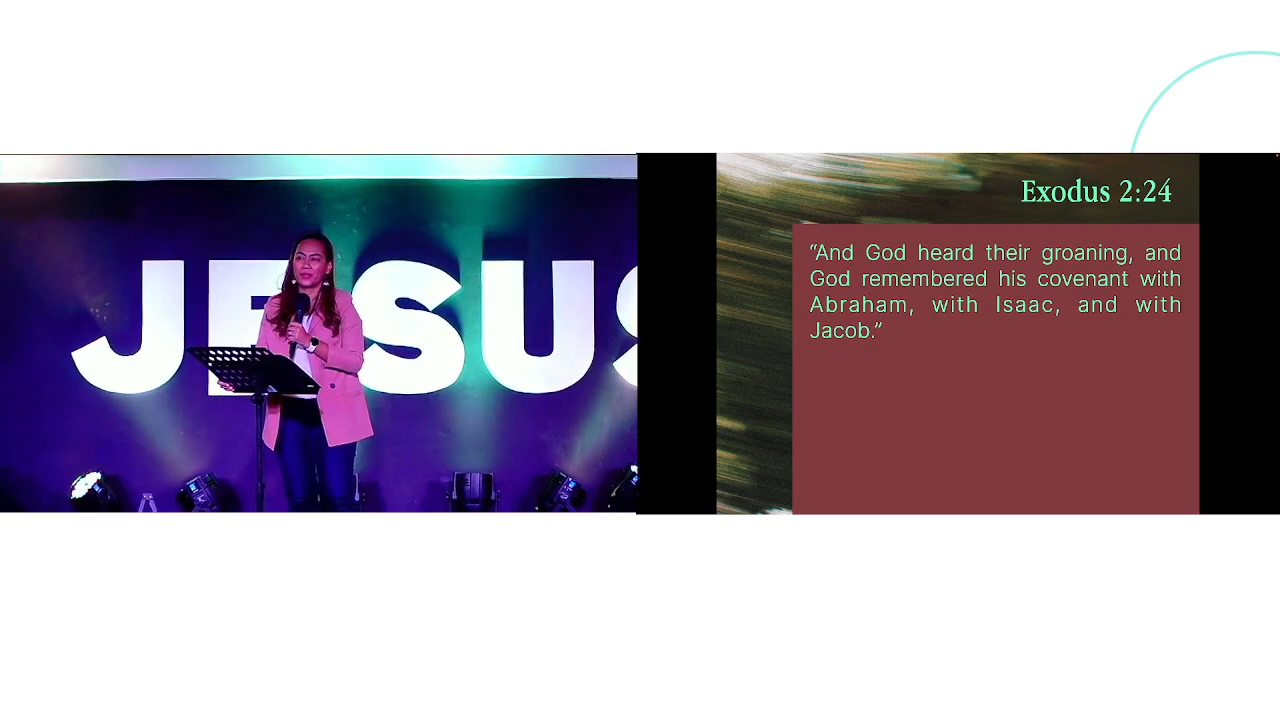 JESUS
Exodus 2:24
“And God heard their groaning, and
God remembered his covenant with
Abraham, with Isaac, and with
Jacob.”